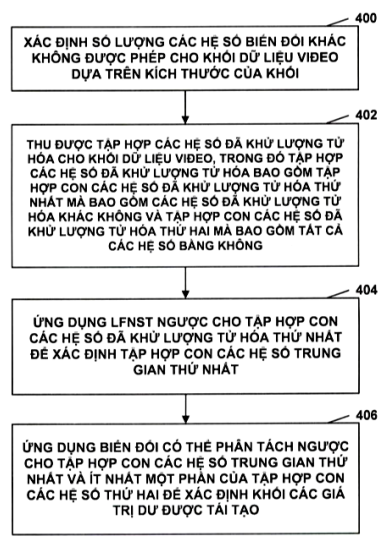 400
XÁC ĐỊNH SỐ LƯỢNG CÁC HỆ SỐ BIẾN ĐỔI KHÁC
KHÔNG ĐƯỢC PHÉP CHO KHỐI DỮ LIỆU VIĐEO
DỰA TRÊN KÍCH THƯỚC CỦA KHỐI
402
THU ĐƯỢC TẬP HỢP CÁC HỆ SỐ ĐÃ KHỬ LƯỢNG TỬ
HÓA CHO KHỐI DỮ LIỆU VIĐEO, TRONG ĐÓ TẬP HỢP
CÁC HỆ SỐ ĐÃ KHỬ LƯỢNG TỬ HÓA BAO GỒM TẬP
HỢP CON CÁC HỆ SỐ ĐÃ KHỬ LƯỢNG TỬ HÓA THỨ
NHẤT MÀ BAO GỒM CÁC HỆ SỐ ĐÃ KHỬ LƯỢNG TỬ
HÓA KHÁC KHÔNG VÀ TẬP HỢP CON CÁC HỆ SỐ ĐÃ
KHỬ LƯỢNG TỬ HÓA THỨ HAI MÀ BAO GỒM TẤT CẢ
CÁC HỆ SỐ BẰNG KHÔNG
404
ỨNG DỤNG LFNST NGƯỢC CHO TẬP HỢP CON
CÁC HỆ SỐ ĐÃ KHỬ LƯỢNG TỬ HÓA THỨ NHẤT
ĐỂ XÁC ĐỊNH TẬP HỢP CON CÁC HỆ SỐ TRUNG
GIAN THỨ NHẤT
406
ỨNG DỤNG BIẾN ĐỔI CÓ THỂ PHÂN TÁCH NGƯỢC
CHO TẬP HỢP CON CÁC HỆ SỐ TRUNG GIAN THỨ
NHẤT VÀ ÍT NHẤT MỘT PHẦN CỦA TẬP HỢP CON
CÁC HỆ SỐ THỨ HAI ĐỂ XÁC ĐỊNH KHỐI CÁC GIÁ
TRỊ DƯ ĐƯỢC TÁI TẠO